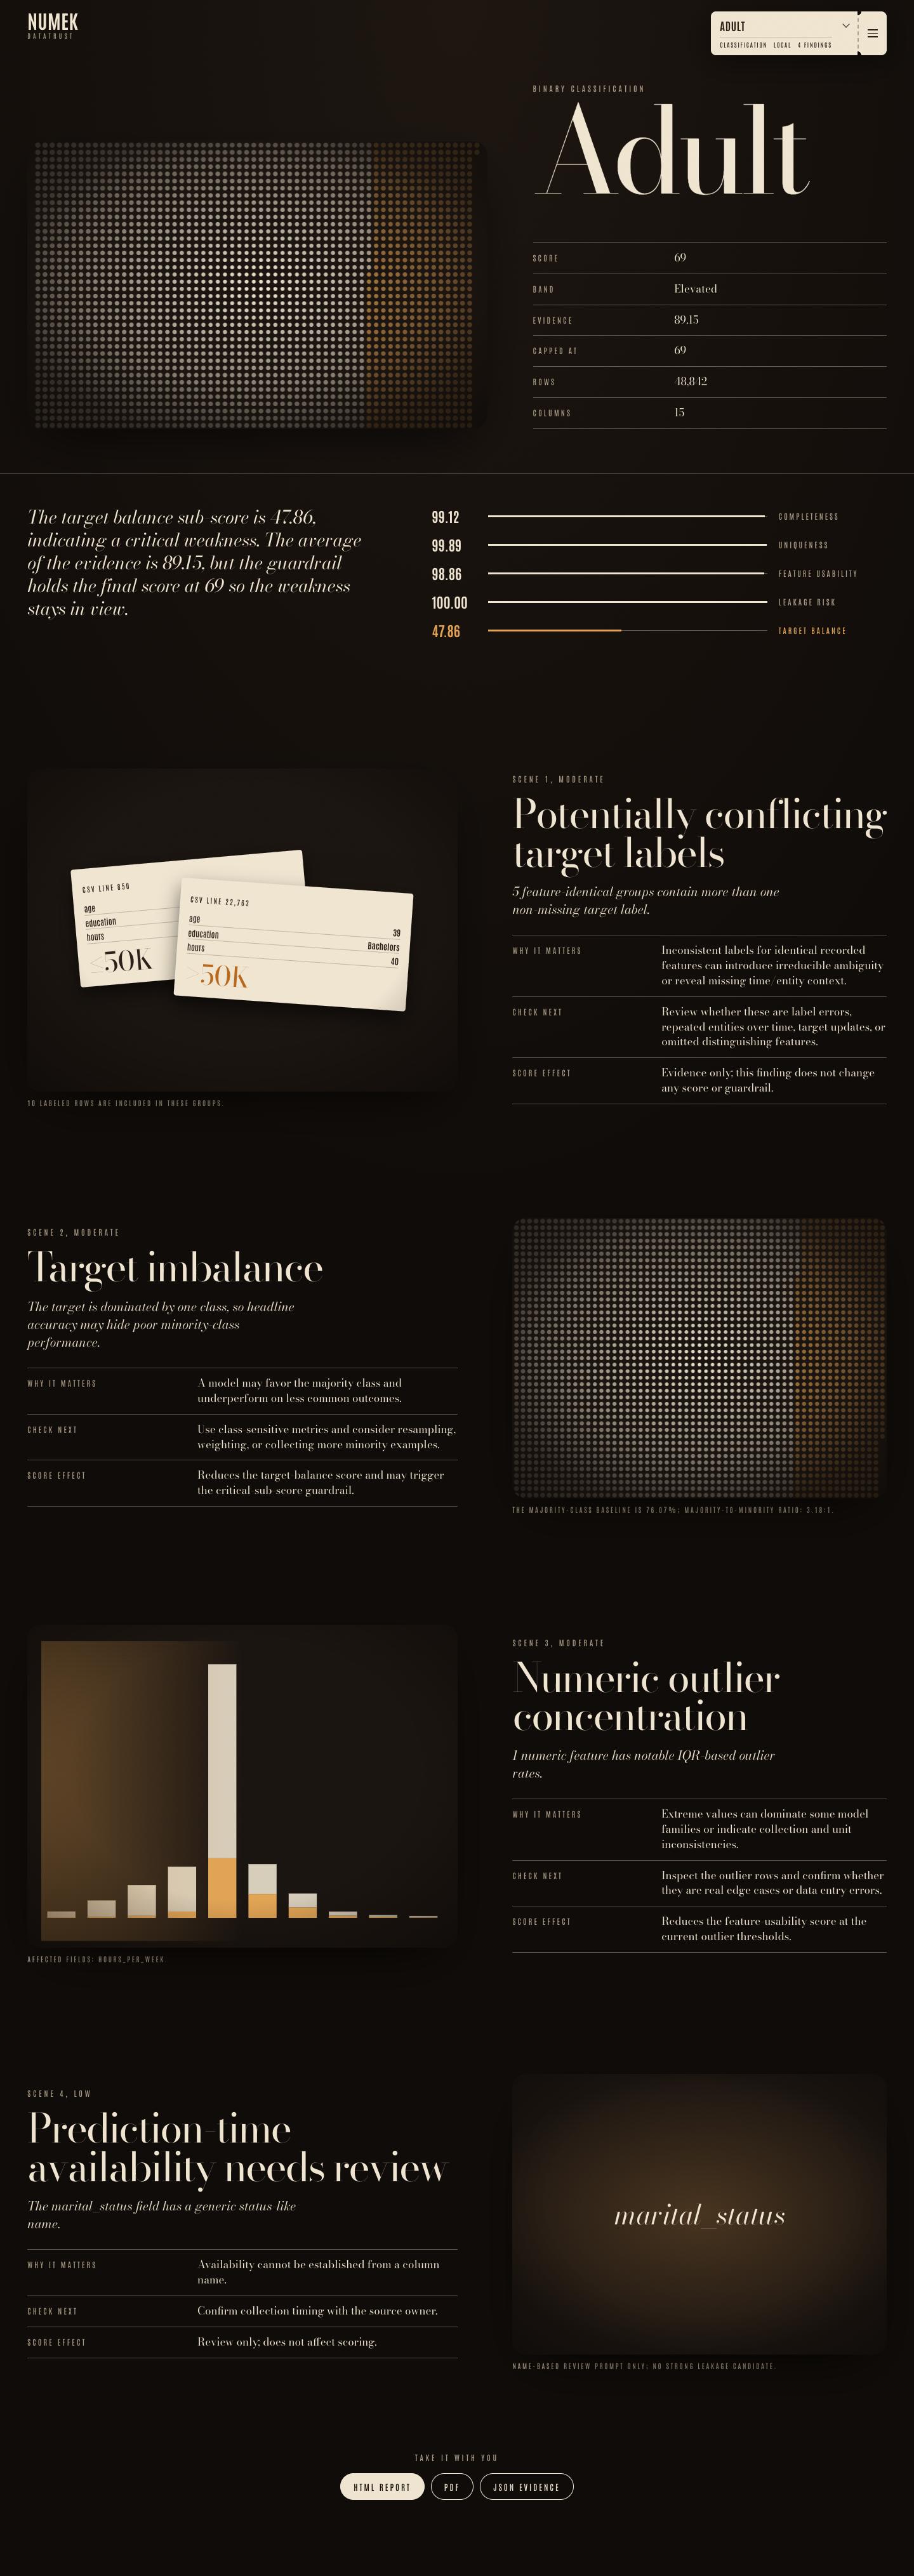 NUMEK
DATATRUST
ADULT
CLASSIFICATION LOCAL 4 FINDINGS
BINARY CLASSIFICATION
Adult
SCORE 69
BAND Elevated
EVIDENCE 89.15
CAPPED AT 69
ROWS 48,842
COLUMNS 15
The target balance sub-score is 47.86,
indicating a critical weakness. The average
of the evidence is 89.15, but the guardrail
holds the final score at 69 so the weakness
stays in view.
99.12 COMPLETENESS
99.89 UNIQUENESS
98.86 FEATURE USABILITY
100.00 LEAKAGE RISK
47.86 TARGET BALANCE
CSV LINE 850
age
education
hours
≤50K
CSV LINE 22,763
age 39
education Bachelors
hours 40
>50K
10 LABELED ROWS ARE INCLUDED IN THESE GROUPS.
SCENE 1, MODERATE
Potentially conflicting
target labels
5 feature-identical groups contain more than one
non-missing target label.
WHY IT MATTERS Inconsistent labels for identical recorded
features can introduce irreducible ambiguity
or reveal missing time/entity context.
CHECK NEXT Review whether these are label errors,
repeated entities over time, target updates, or
omitted distinguishing features.
SCORE EFFECT Evidence only; this finding does not change
any score or guardrail.
SCENE 2, MODERATE
Target imbalance
The target is dominated by one class, so headline
accuracy may hide poor minority-class
performance.
WHY IT MATTERS A model may favor the majority class and
underperform on less common outcomes.
CHECK NEXT Use class-sensitive metrics and consider resampling,
weighting, or collecting more minority examples.
SCORE EFFECT Reduces the target-balance score and may trigger
the critical-sub-score guardrail.
THE MAJORITY-CLASS BASELINE IS 76.07%; MAJORITY-TO-MINORITY RATIO: 3.18:1.
AFFECTED FIELDS: HOURS_PER_WEEK.
SCENE 3, MODERATE
Numeric outlier
concentration
1 numeric feature has notable IQR-based outlier
rates.
WHY IT MATTERS Extreme values can dominate some model
families or indicate collection and unit
inconsistencies.
CHECK NEXT Inspect the outlier rows and confirm whether
they are real edge cases or data entry errors.
SCORE EFFECT Reduces the feature-usability score at the
current outlier thresholds.
SCENE 4, LOW
Prediction-time
availability needs review
The marital_status field has a generic status-like
name.
WHY IT MATTERS Availability cannot be established from a column
name.
CHECK NEXT Confirm collection timing with the source owner.
SCORE EFFECT Review only; does not affect scoring.
marital_status
NAME-BASED REVIEW PROMPT ONLY; NO STRONG LEAKAGE CANDIDATE.
TAKE IT WITH YOU
HTML REPORT PDF JSON EVIDENCE